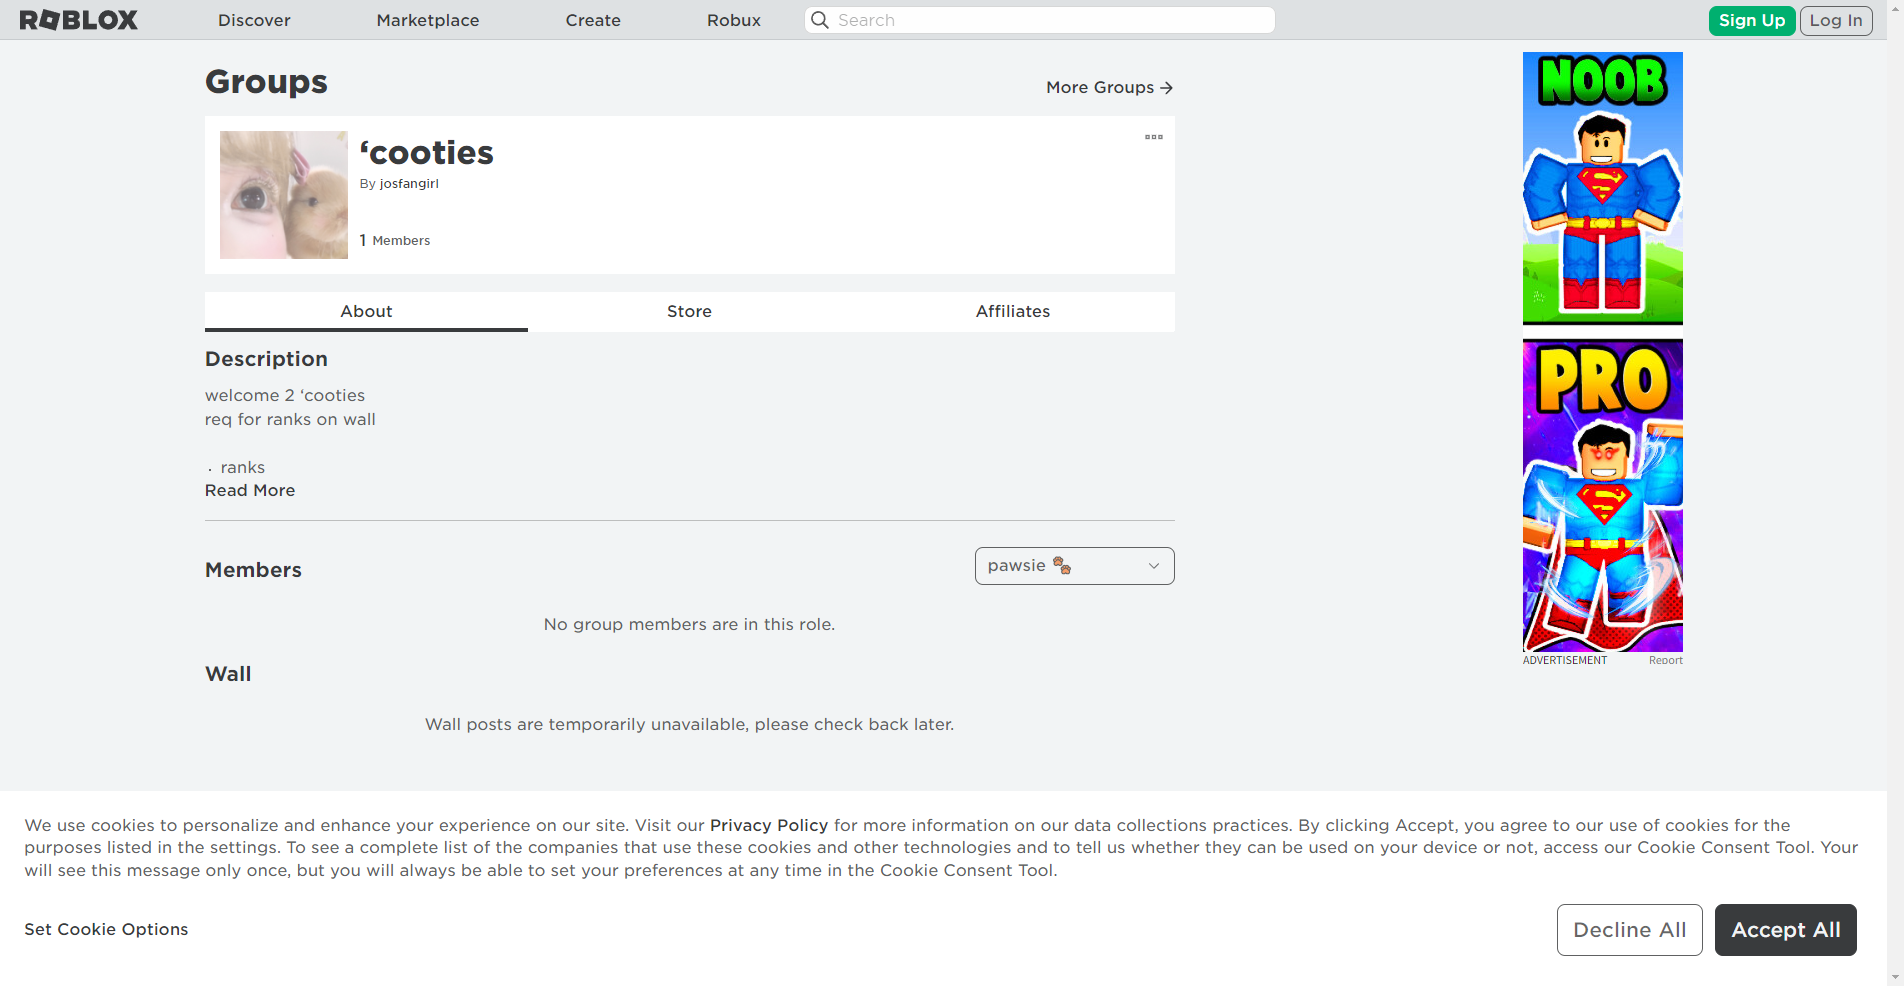 ROBLOX
Discover
Marketplace
Create
Robux
Search
Sign Up
Log In
Groups
More Groups →
‘cooties
By josfangirl
1 Members
About
Store
Affiliates
Description
welcome 2 ‘cooties
req for ranks on wall
. ranks
Read More
Members
pawsie 🐾
No group members are in this role.
Wall
Wall posts are temporarily unavailable, please check back later.
NOOB
PRO
ADVERTISEMENT
Report
We use cookies to personalize and enhance your experience on our site. Visit our Privacy Policy for more information on our data collections practices. By clicking Accept, you agree to our use of cookies for the
purposes listed in the settings. To see a complete list of the companies that use these cookies and other technologies and to tell us whether they can be used on your device or not, access our Cookie Consent Tool. Your
will see this message only once, but you will always be able to set your preferences at any time in the Cookie Consent Tool.
Set Cookie Options
Decline All
Accept All